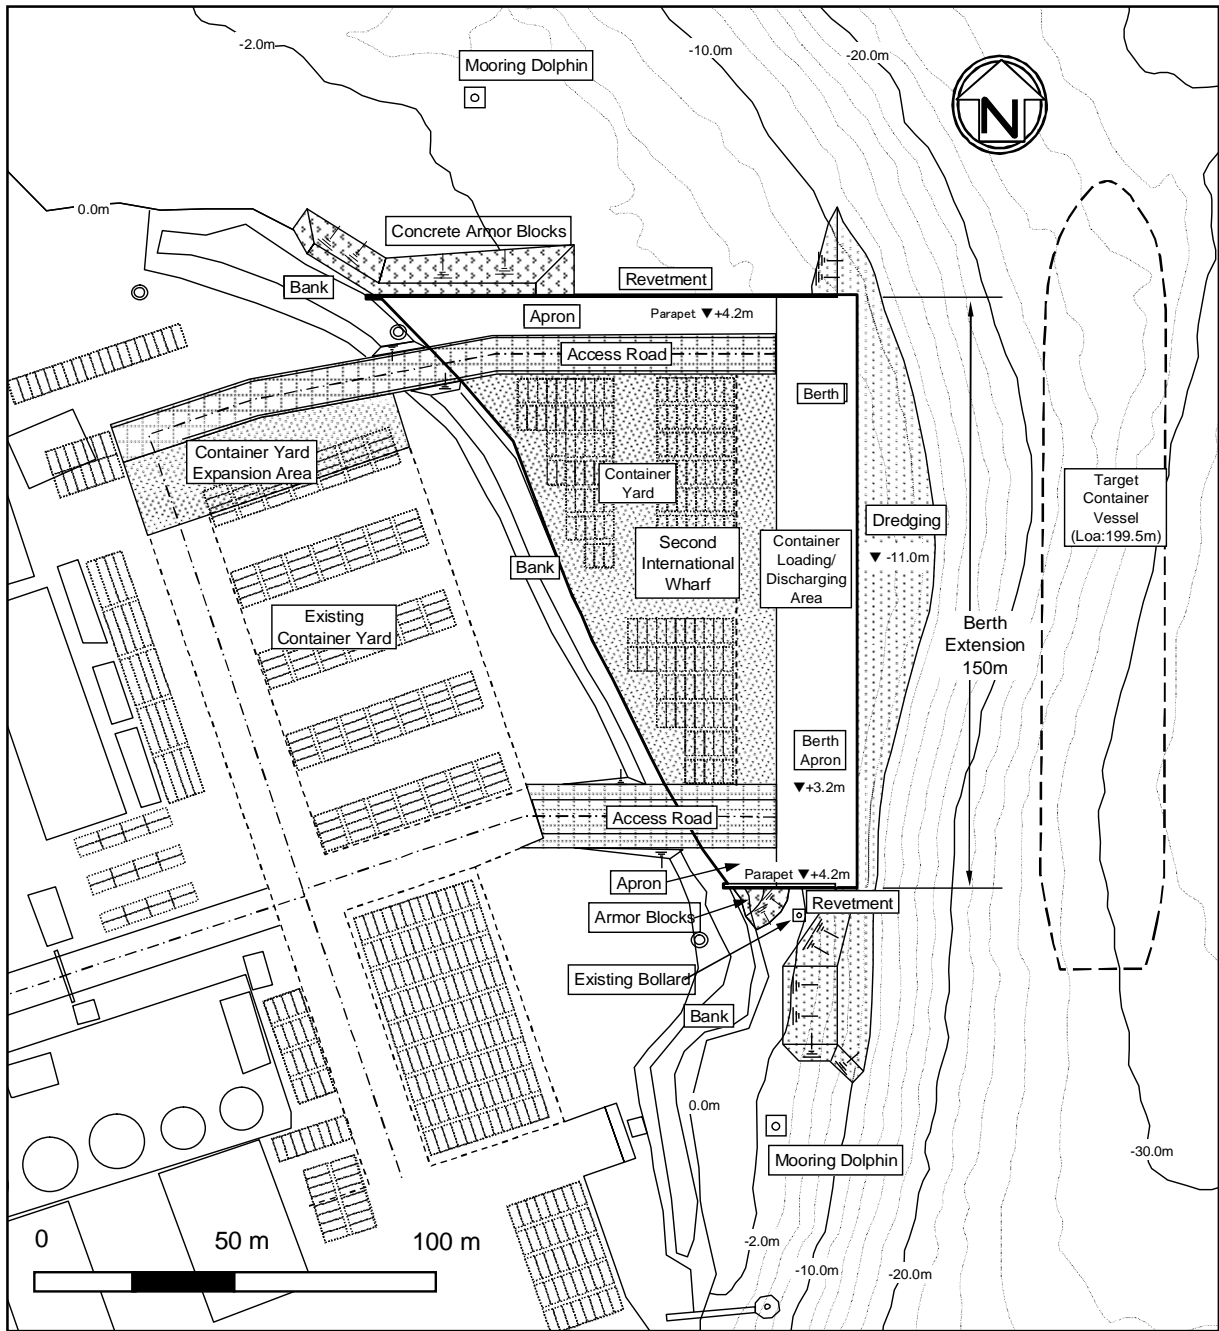 -2.0m
Mooring Dolphin
-10.0m
-20.0m
N
0.0m
Concrete Armor Blocks
Bank
Revetment
Apron
Parapet ▼+4.2m
Access Road
Berth
Container Yard
Expansion Area
Container
Yard
Target
Container
Vessel
(Loa:199.5m)
Dredging
▼ -11.0m
Second
International
Wharf
Container
Loading/
Discharging
Area
Bank
Existing
Container Yard
Berth
Extension
150m
Berth
Apron
▼+3.2m
Access Road
Parapet ▼+4.2m
Apron
Revetment
Armor Blocks
Existing Bollard
Bank
0.0m
Mooring Dolphin
-30.0m
0
50 m
100 m
-2.0m
-10.0m
-20.0m